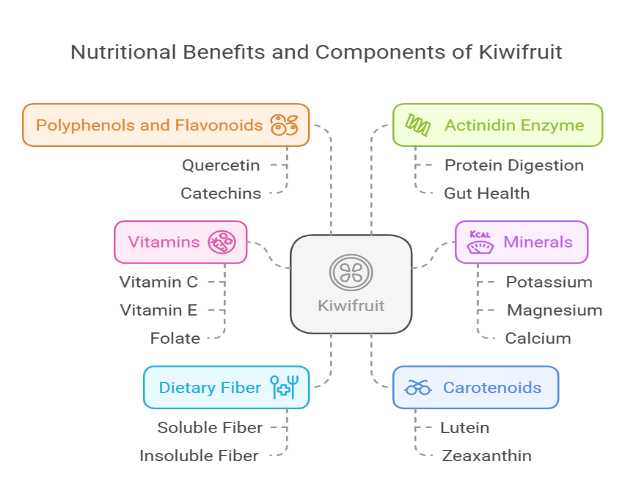 Nutritional Benefits and Components of Kiwifruit
Polyphenols and Flavonoids
Quercetin
Catechins
Actinidin Enzyme
Protein Digestion
Gut Health
Vitamins
Vitamin C
Vitamin E
Folate
Kiwifruit
KCAL
Minerals
Potassium
Magnesium
Calcium
Dietary Fiber
Soluble Fiber
Insoluble Fiber
Carotenoids
Lutein
Zeaxanthin